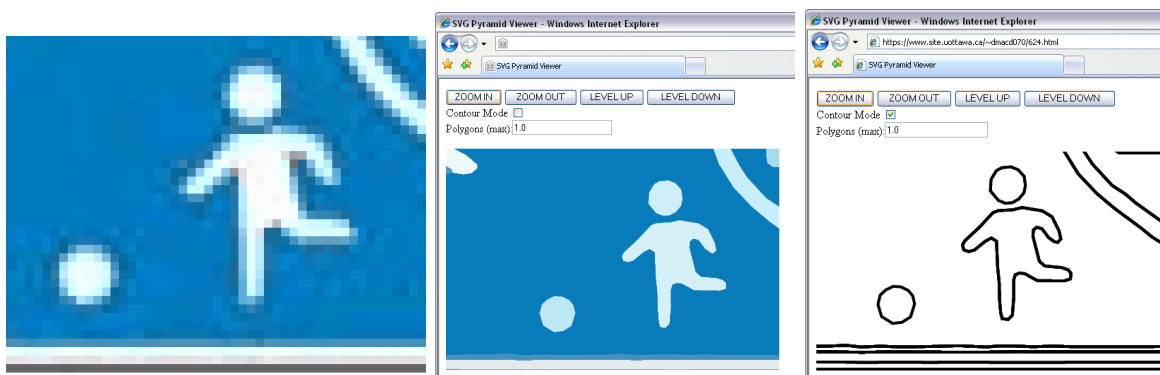 SVG Pyramid Viewer - Windows Internet Explorer
SVG Pyramid Viewer
ZOOM IN ZOOM OUT LEVEL UP LEVEL DOWN
Contour Mode
Polygons (max): 1.0
SVG Pyramid Viewer - Windows Internet Explorer
https://www.site.uottawa.ca/~dmacd070/624.html
SVG Pyramid Viewer
ZOOM IN ZOOM OUT LEVEL UP LEVEL DOWN
Contour Mode
Polygons (max): 1.0